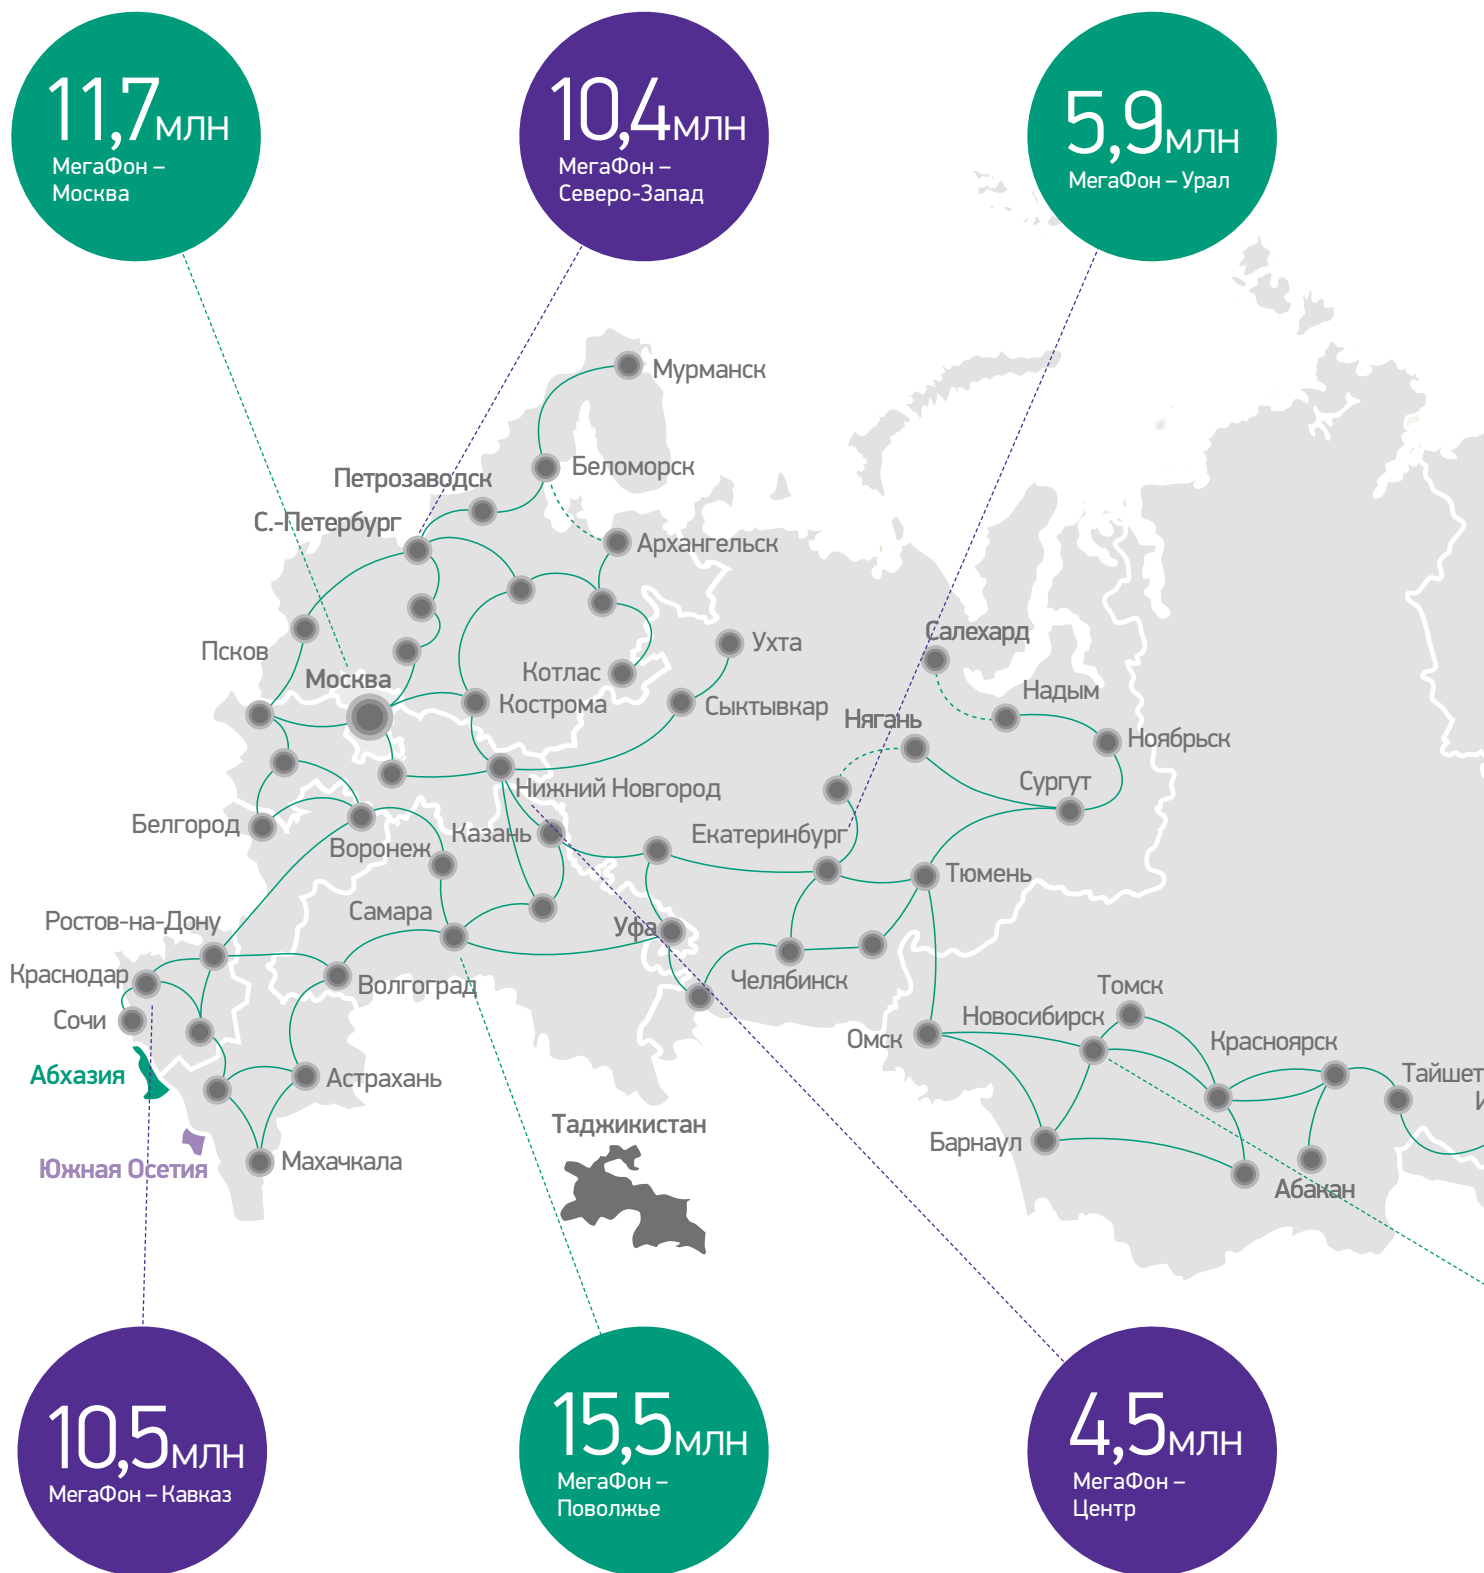 11,7млн
МегаФон –
Москва
10,4млн
МегаФон –
Северо-Запад
5,9млн
МегаФон – Урал
Мурманск
Беломорск
Петрозаводск
С.-Петербург
Архангельск
Псков
Москва
Котлас
Кострома
Ухта
Сыктывкар
Салехард
Надым
Нягань
Ноябрьск
Сургут
Нижний Новгород
Белгород
Воронеж
Казань
Екатеринбург
Тюмень
Самара
Уфа
Ростов-на-Дону
Краснодар
Волгоград
Челябинск
Сочи
Омск
Новосибирск
Томск
Красноярск
Тайшет
И
Абхазия
Астрахань
Таджикистан
Барнаул
Южная Осетия
Махачкала
Абакан
10,5млн
МегаФон – Кавказ
15,5млн
МегаФон –
Поволжье
4,5млн
МегаФон –
Центр